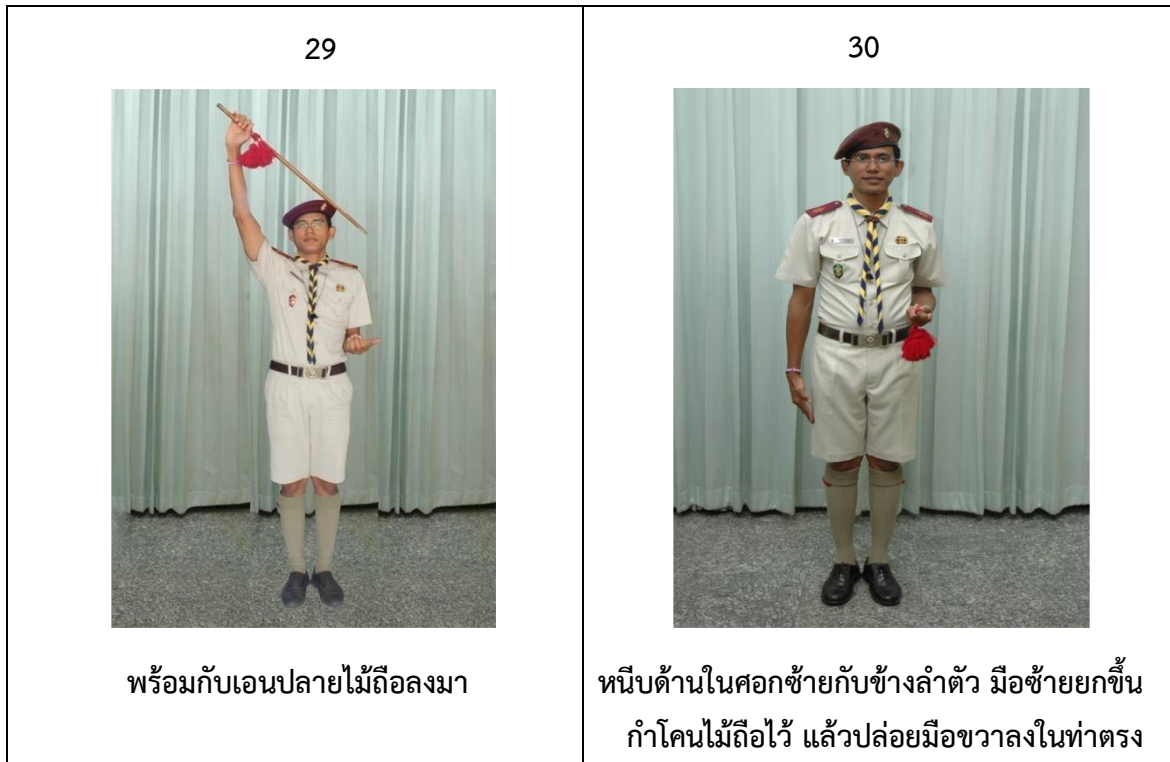 29
พร้อมกับเอนปลายไม้ถือลงมา
30
หนีบด้านในศอกซ้ายกับข้างลำตัว มือซ้ายยกขึ้น
กำโคนไม้ถือไว้ แล้วปล่อยมือขวาลงในท่าตรง